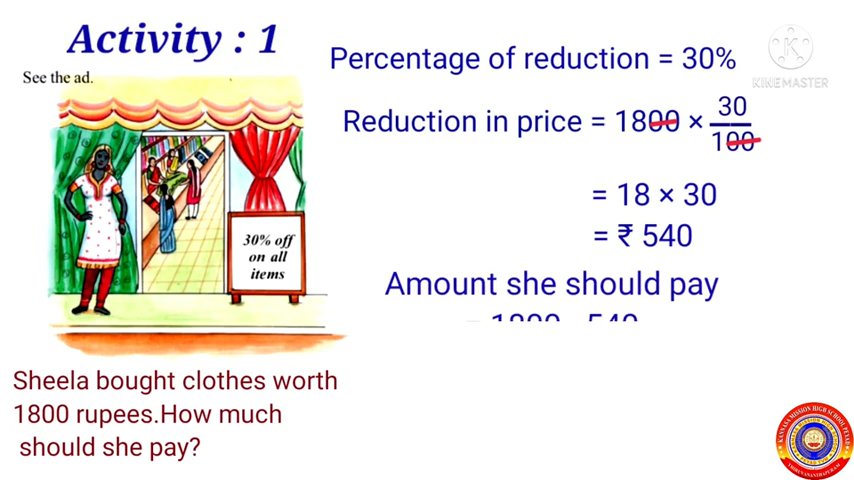 Activity : 1
See the ad.
30% off
on all
items
Sheela bought clothes worth
1800 rupees.How much
should she pay?
Percentage of reduction = 30%
Reduction in price = 1800 × 30/100
= 18 × 30
= ₹ 540
Amount she should pay
KINEMASTER